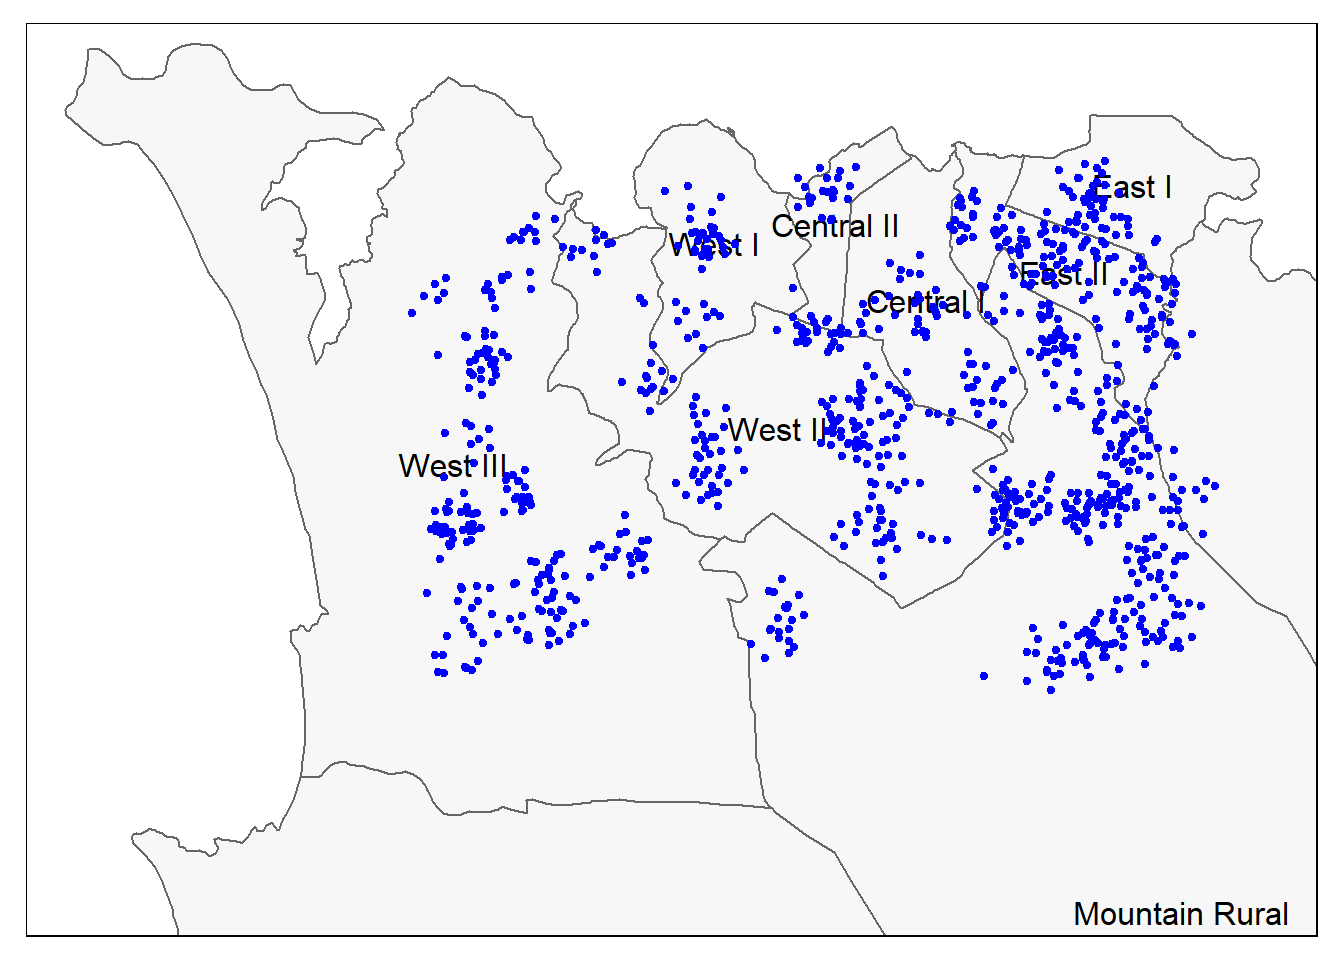 East I
Central II
West I
East II
Central I
West II
West III
Mountain Rural